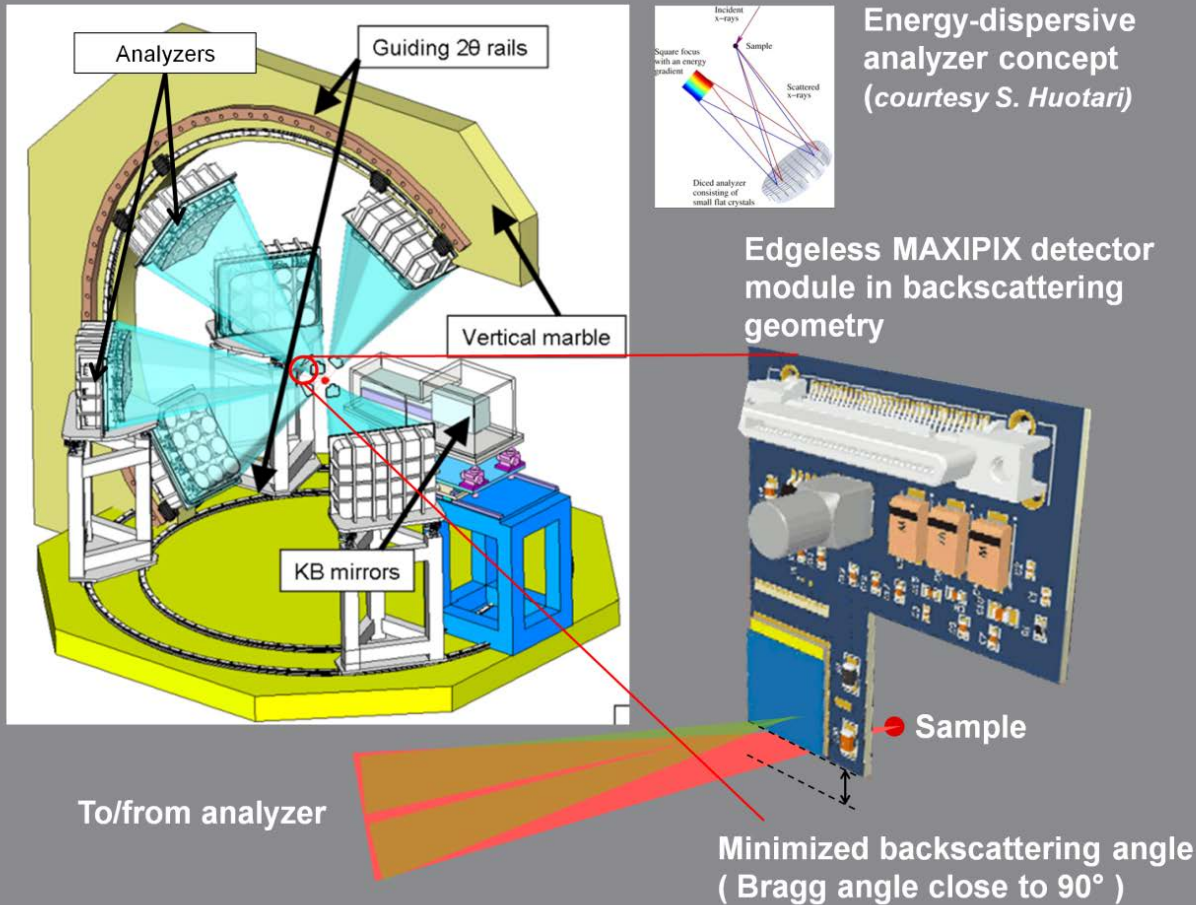 Analyzers
Guiding 2θ rails
Vertical marble
KB mirrors
Incident
x-rays
Sample
Square focus
with an energy
gradient
Scattered
x-rays
Diced analyzer
consisting of
small flat crystals
Energy-dispersive
analyzer concept
(courtesy S. Huotari)
Edgeless MAXIPIX detector
module in backscattering
geometry
Sample
To/from analyzer
Minimized backscattering angle
( Bragg angle close to 90° )